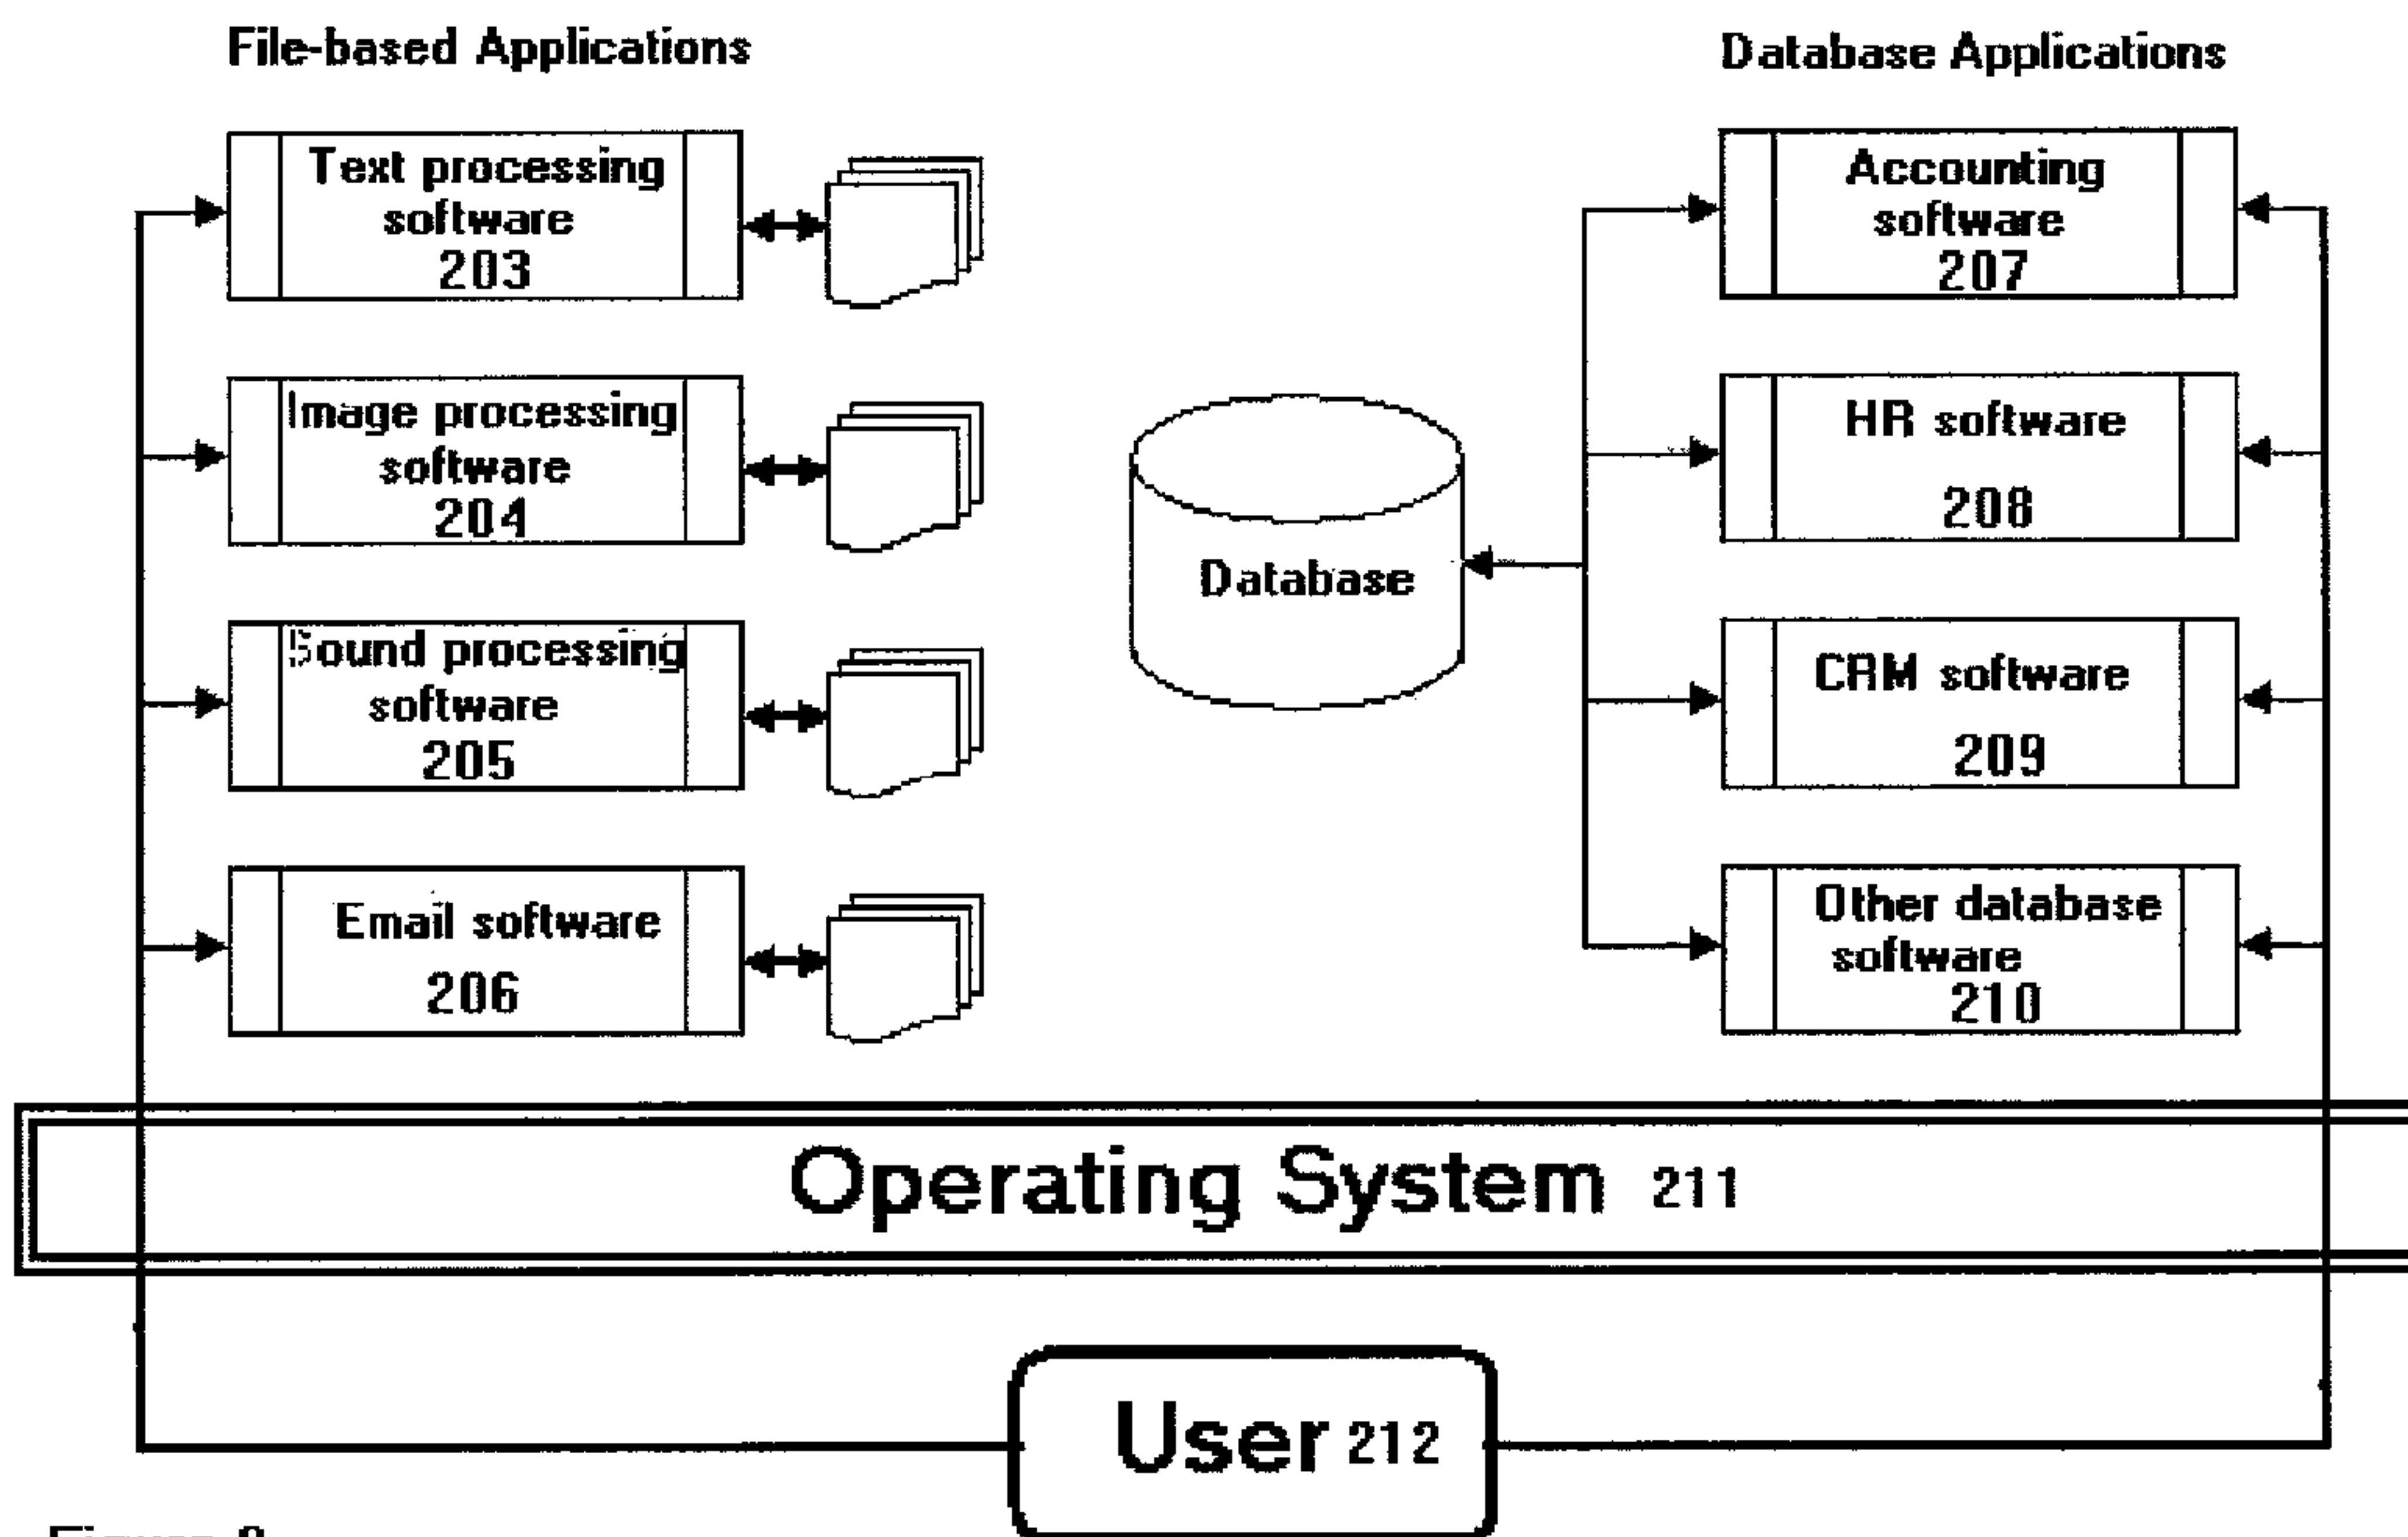 File-based Applications
Database Applications
Text processing
software
203
Image processing
software
204
Sound processing
software
205
Email software
206
Database
Accounting
software
207
HR software
208
CRM software
209
Other database
software
210
Operating System 211
User 212